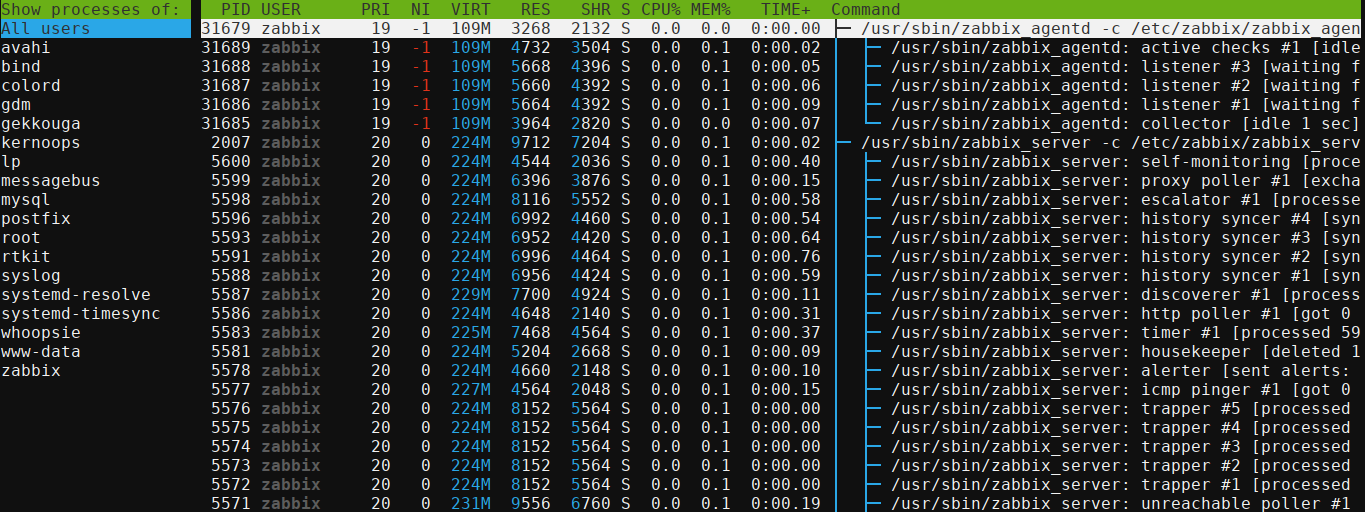 Show processes of:   PID USER      PRI  NI  VIRT   RES   SHR S CPU% MEM%   TIME+  Command
All users          31679 zabbix     19  -1  109M  3268  2132 S  0.0  0.0  0:00.00 ├─ /usr/sbin/zabbix_agentd -c /etc/zabbix/zabbix_agen
avahi              31689 zabbix     19  -1  109M  4732  3504 S  0.0  0.1  0:00.02 │  ├─ /usr/sbin/zabbix_agentd: active checks #1 [idle
bind               31688 zabbix     19  -1  109M  5668  4396 S  0.0  0.1  0:00.05 │  ├─ /usr/sbin/zabbix_agentd: listener #3 [waiting f
colord             31687 zabbix     19  -1  109M  5660  4392 S  0.0  0.1  0:00.06 │  ├─ /usr/sbin/zabbix_agentd: listener #2 [waiting f
gdm                31686 zabbix     19  -1  109M  5664  4392 S  0.0  0.1  0:00.09 │  ├─ /usr/sbin/zabbix_agentd: listener #1 [waiting f
gekkouga           31685 zabbix     19  -1  109M  3964  2820 S  0.0  0.0  0:00.07 │  └─ /usr/sbin/zabbix_agentd: collector [idle 1 sec]
kernoops            2007 zabbix     20   0  224M  9712  7204 S  0.0  0.1  0:00.02 ├─ /usr/sbin/zabbix_server -c /etc/zabbix/zabbix_serv
lp                  5600 zabbix     20   0  224M  4544  2036 S  0.0  0.1  0:00.40 │  ├─ /usr/sbin/zabbix_server: self-monitoring [proce
messagebus          5599 zabbix     20   0  224M  6396  3876 S  0.0  0.1  0:00.15 │  ├─ /usr/sbin/zabbix_server: proxy poller #1 [excha
mysql               5598 zabbix     20   0  224M  8116  5552 S  0.0  0.1  0:00.58 │  ├─ /usr/sbin/zabbix_server: escalator #1 [processe
postfix             5596 zabbix     20   0  224M  6992  4460 S  0.0  0.1  0:00.54 │  ├─ /usr/sbin/zabbix_server: history syncer #4 [syn
root                5593 zabbix     20   0  224M  6952  4420 S  0.0  0.1  0:00.64 │  ├─ /usr/sbin/zabbix_server: history syncer #3 [syn
rtkit               5591 zabbix     20   0  224M  6996  4464 S  0.0  0.1  0:00.76 │  ├─ /usr/sbin/zabbix_server: history syncer #2 [syn
syslog              5588 zabbix     20   0  224M  6956  4424 S  0.0  0.1  0:00.59 │  ├─ /usr/sbin/zabbix_server: history syncer #1 [syn
systemd-resolve     5587 zabbix     20   0  229M  7700  4924 S  0.0  0.1  0:00.11 │  ├─ /usr/sbin/zabbix_server: discoverer #1 [process
systemd-timesync    5586 zabbix     20   0  224M  4648  2140 S  0.0  0.1  0:00.31 │  ├─ /usr/sbin/zabbix_server: http poller #1 [got 0
whoopsie            5583 zabbix     20   0  225M  7468  4564 S  0.0  0.1  0:00.37 │  ├─ /usr/sbin/zabbix_server: timer #1 [processed 59
www-data            5581 zabbix     20   0  224M  5204  2668 S  0.0  0.1  0:00.09 │  ├─ /usr/sbin/zabbix_server: housekeeper [deleted 1
zabbix              5578 zabbix     20   0  224M  4660  2148 S  0.0  0.1  0:00.10 │  ├─ /usr/sbin/zabbix_server: alerter [sent alerts:
                    5577 zabbix     20   0  227M  4564  2048 S  0.0  0.1  0:00.15 │  ├─ /usr/sbin/zabbix_server: icmp pinger #1 [got 0
                    5576 zabbix     20   0  224M  8152  5564 S  0.0  0.1  0:00.00 │  ├─ /usr/sbin/zabbix_server: trapper #5 [processed
                    5575 zabbix     20   0  224M  8152  5564 S  0.0  0.1  0:00.00 │  ├─ /usr/sbin/zabbix_server: trapper #4 [processed
                    5574 zabbix     20   0  224M  8152  5564 S  0.0  0.1  0:00.00 │  ├─ /usr/sbin/zabbix_server: trapper #3 [processed
                    5573 zabbix     20   0  224M  8152  5564 S  0.0  0.1  0:00.00 │  ├─ /usr/sbin/zabbix_server: trapper #2 [processed
                    5572 zabbix     20   0  224M  8152  5564 S  0.0  0.1  0:00.00 │  ├─ /usr/sbin/zabbix_server: trapper #1 [processed
                    5571 zabbix     20   0  231M  9556  6760 S  0.0  0.1  0:00.19 │  ├─ /usr/sbin/zabbix_server: unreachable poller #1